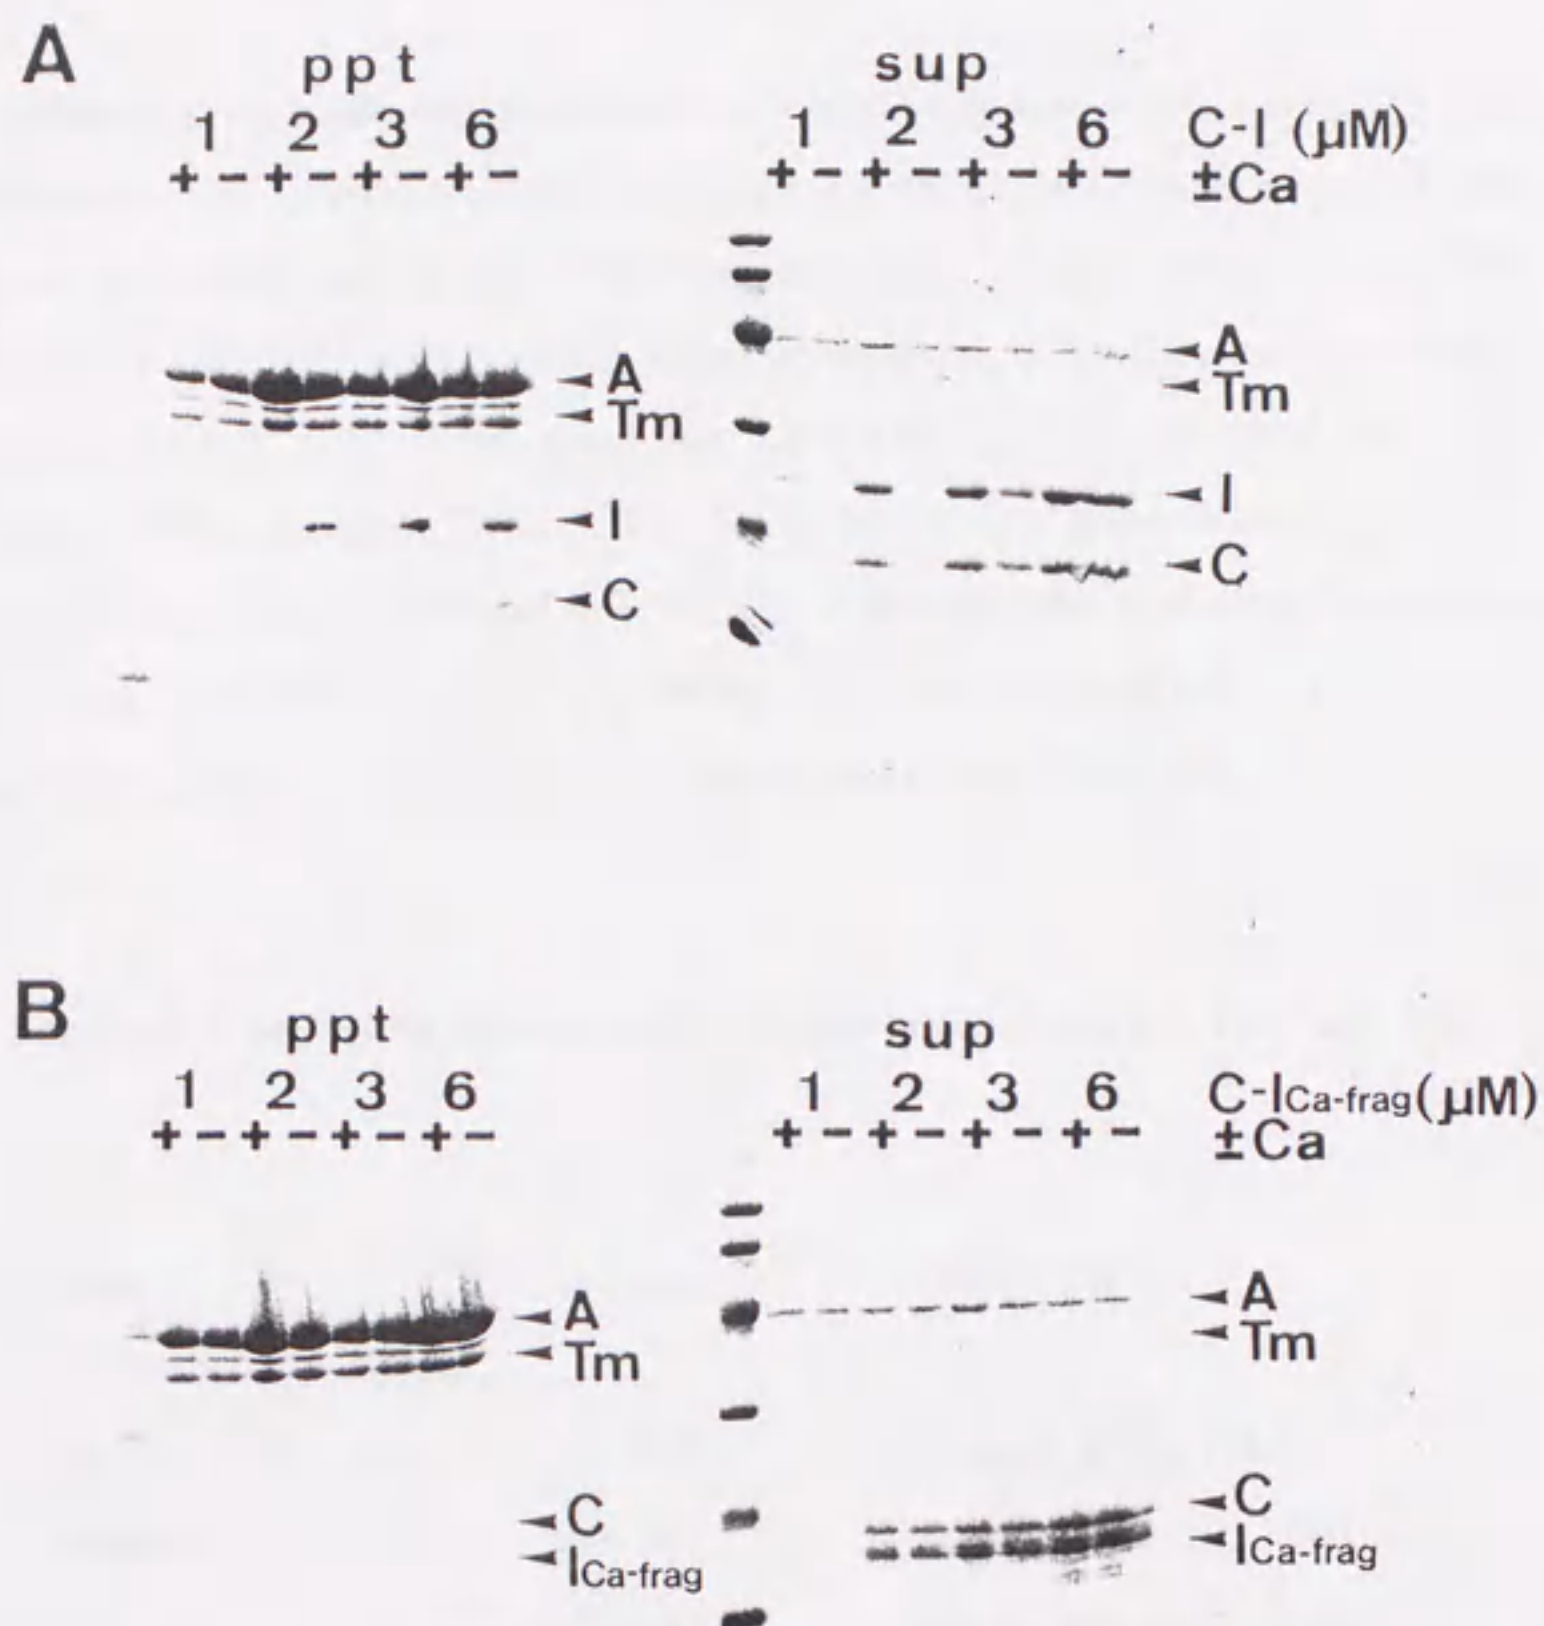 A
ppt
sup
1 2 3 6
1 2 3 6 C-I (µM)
+ - + - + - + -
+ - + - + - + - ±Ca
A
Tm
I
C
A
Tm
I
C
B
ppt
sup
1 2 3 6
1 2 3 6 C-ICa-frag(µM)
+ - + - + - + -
+ - + - + - + - ±Ca
A
Tm
C
ICa-frag
A
Tm
C
ICa-frag